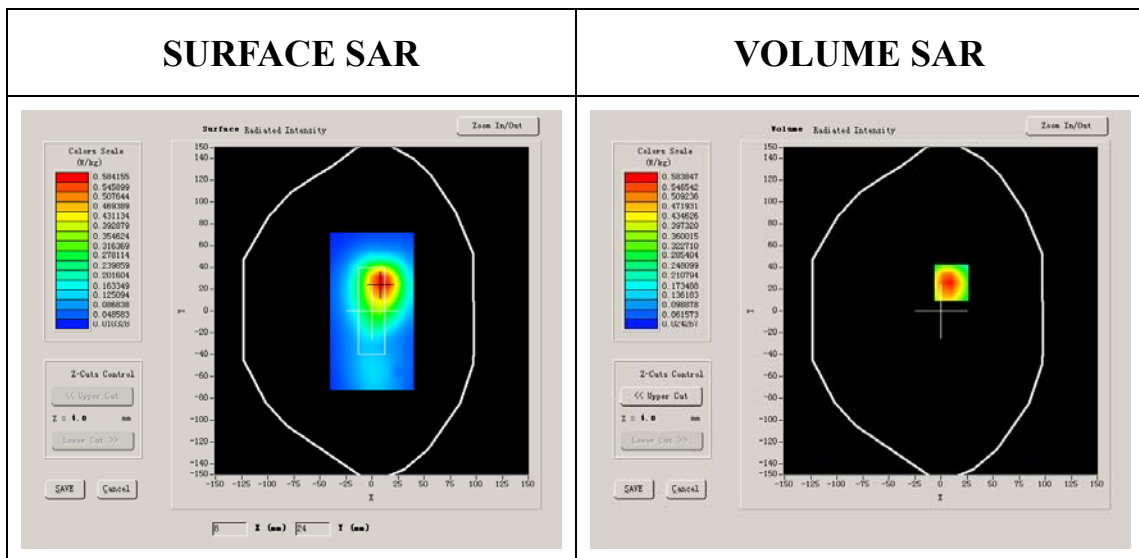 SURFACE SAR
VOLUME SAR
Surface Radiated Intensity
Zoom In/Out
Colors Scale
(W/kg)
0.584155
0.545899
0.507644
0.469389
0.431134
0.392879
0.354624
0.316369
0.278114
0.239859
0.201604
0.163349
0.125094
0.086838
0.048583
0.010328
Z-Cuts Control
<< Upper Cut
Z = 4.0 mm
Lower Cut >>
SAVE Cancel
150
140
120
100
80
60
40
20
0
-20
-40
-60
-80
-100
-120
-140
-150
Y
-150 -125 -100 -75 -50 -25 0 25 50 75 100 125 150
X
8 X (mm) 24 Y (mm)
Volume Radiated Intensity
Zoom In/Out
Colors Scale
(W/kg)
0.583847
0.546542
0.509236
0.471931
0.434626
0.397320
0.360015
0.322710
0.285404
0.248099
0.210794
0.173488
0.136183
0.098878
0.061573
0.024267
Z-Cuts Control
<< Upper Cut
Z = 4.0 mm
Lower Cut >>
SAVE Cancel
150
140
120
100
80
60
40
20
0
-20
-40
-60
-80
-100
-120
-140
-150
Y
-150 -125 -100 -75 -50 -25 0 25 50 75 100 125 150
X